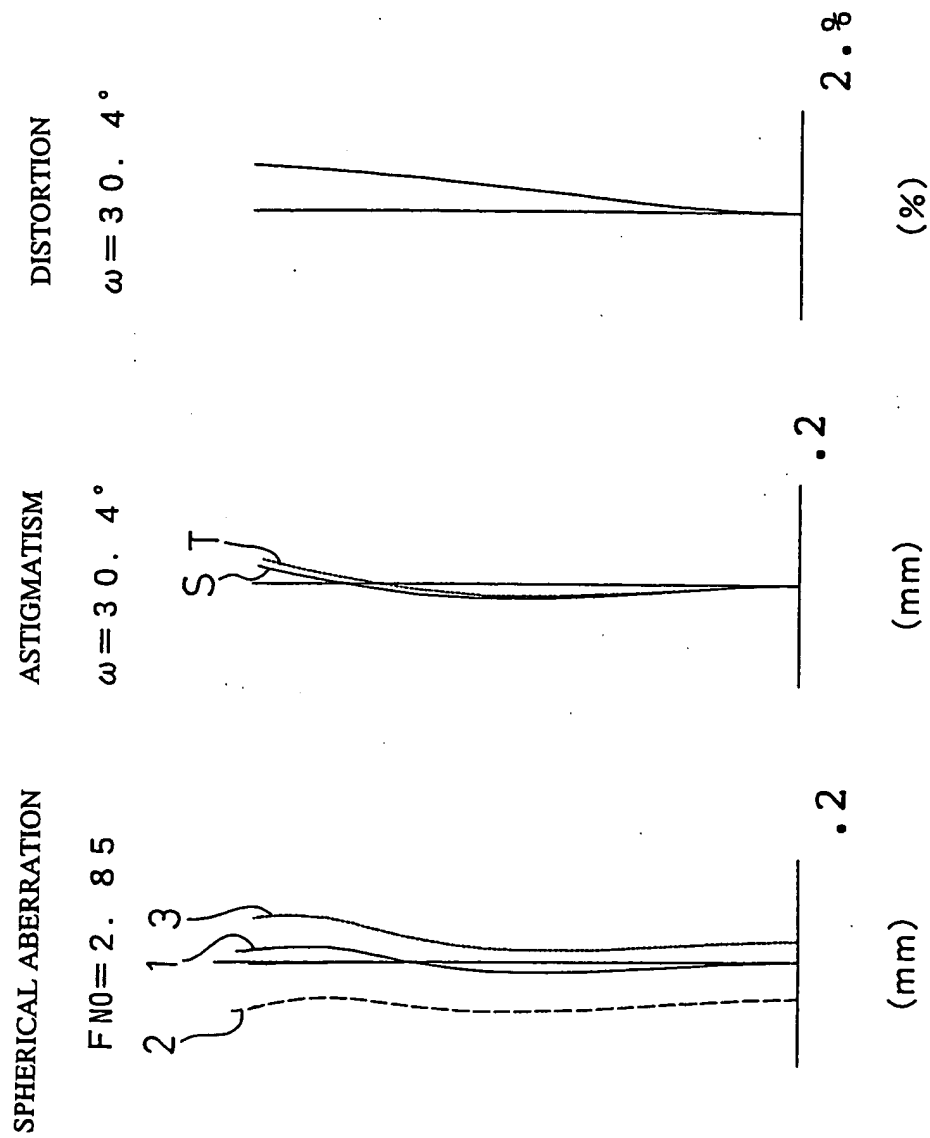 SPHERICAL ABERRATION
FNO=2.85
1
3
2
.2
(mm)
ASTIGMATISM
ω=30.4°
S
T
.2
(mm)
DISTORTION
ω=30.4°
2.%
(%)